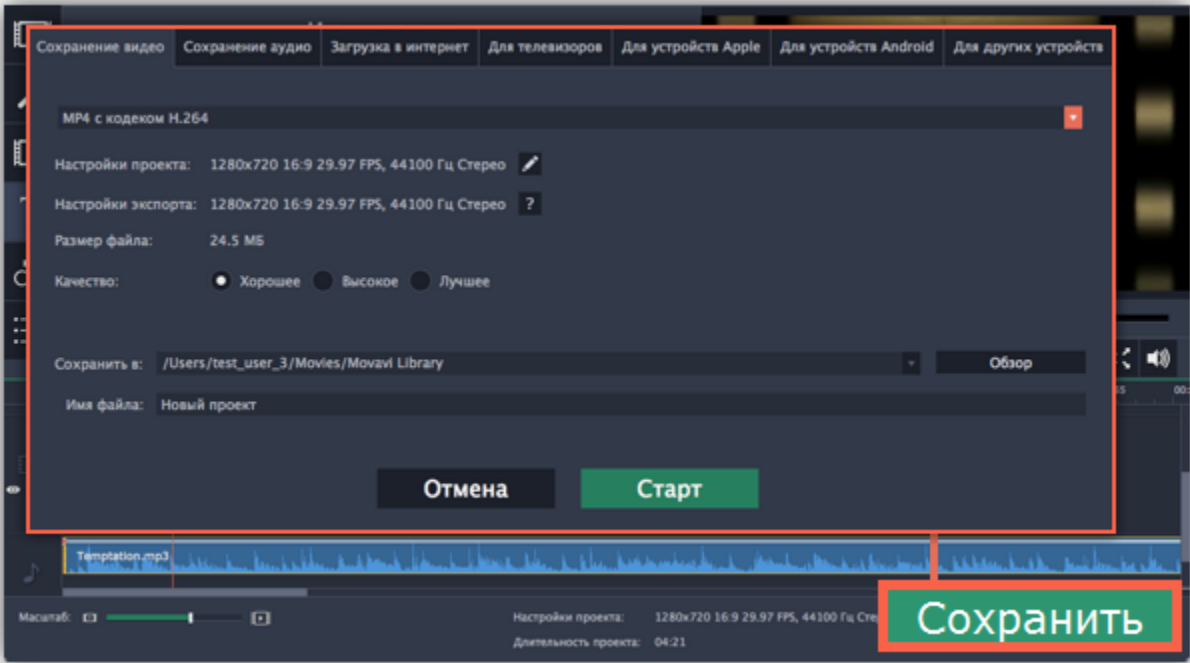 Сохранение видео Сохранение аудио Загрузка в интернет Для телевизоров Для устройств Apple Для устройств Android Для других устройств
MP4 с кодеком H.264
Настройки проекта: 1280x720 16:9 29.97 FPS, 44100 Гц Стерео
Настройки экспорта: 1280x720 16:9 29.97 FPS, 44100 Гц Стерео ?
Размер файла: 24.5 МБ
Качество: Хорошее Высокое Лучшее
Сохранить в: /Users/test_user_3/Movies/Movavi Library Обзор
Имя файла: Новый проект
Отмена Старт
Temptation.mp3
Масштаб: Настройки проекта: 1280x720 16:9 29.97 FPS, 44100 Гц Сте
Длительность проекта: 04:21
Сохранить